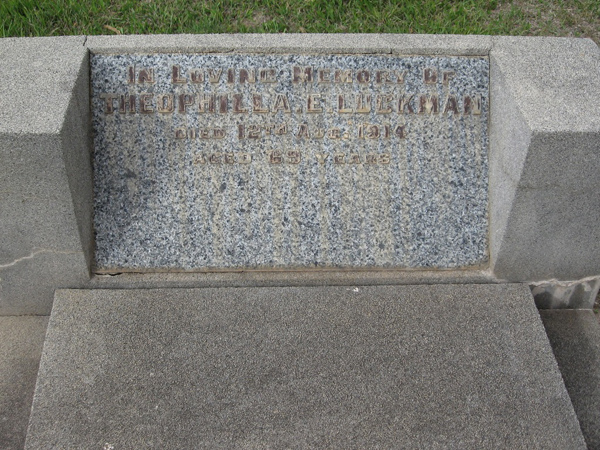 In Loving Memory of
THEOPHILLA. E. LUCKMAN
DIED 12TH AUG. 1914
AGED 63 YEARS